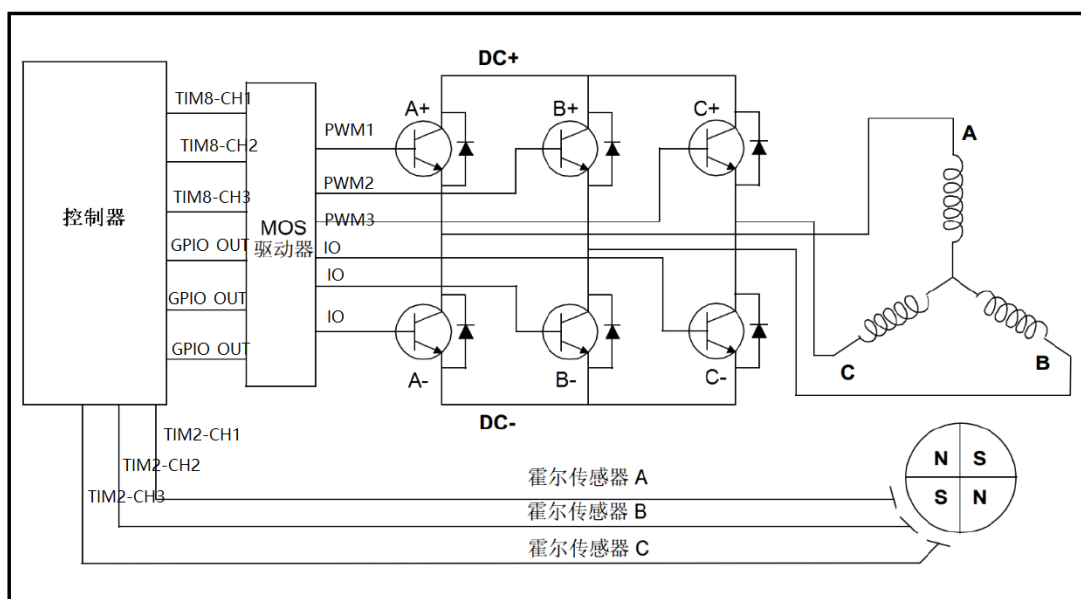 DC+
TIM8-CH1
A+
B+
C+
A
PWM1
TIM8-CH2
PWM2
TIM8-CH3
控制器
MOS
驱动器
PWM3
GPIO OUT
IO
IO
GPIO OUT
IO
GPIO OUT
A-
B-
C-
C
B
DC-
TIM2-CH1
TIM2-CH2
TIM2-CH3
霍尔传感器 A
霍尔传感器 B
霍尔传感器 C
N S
S N